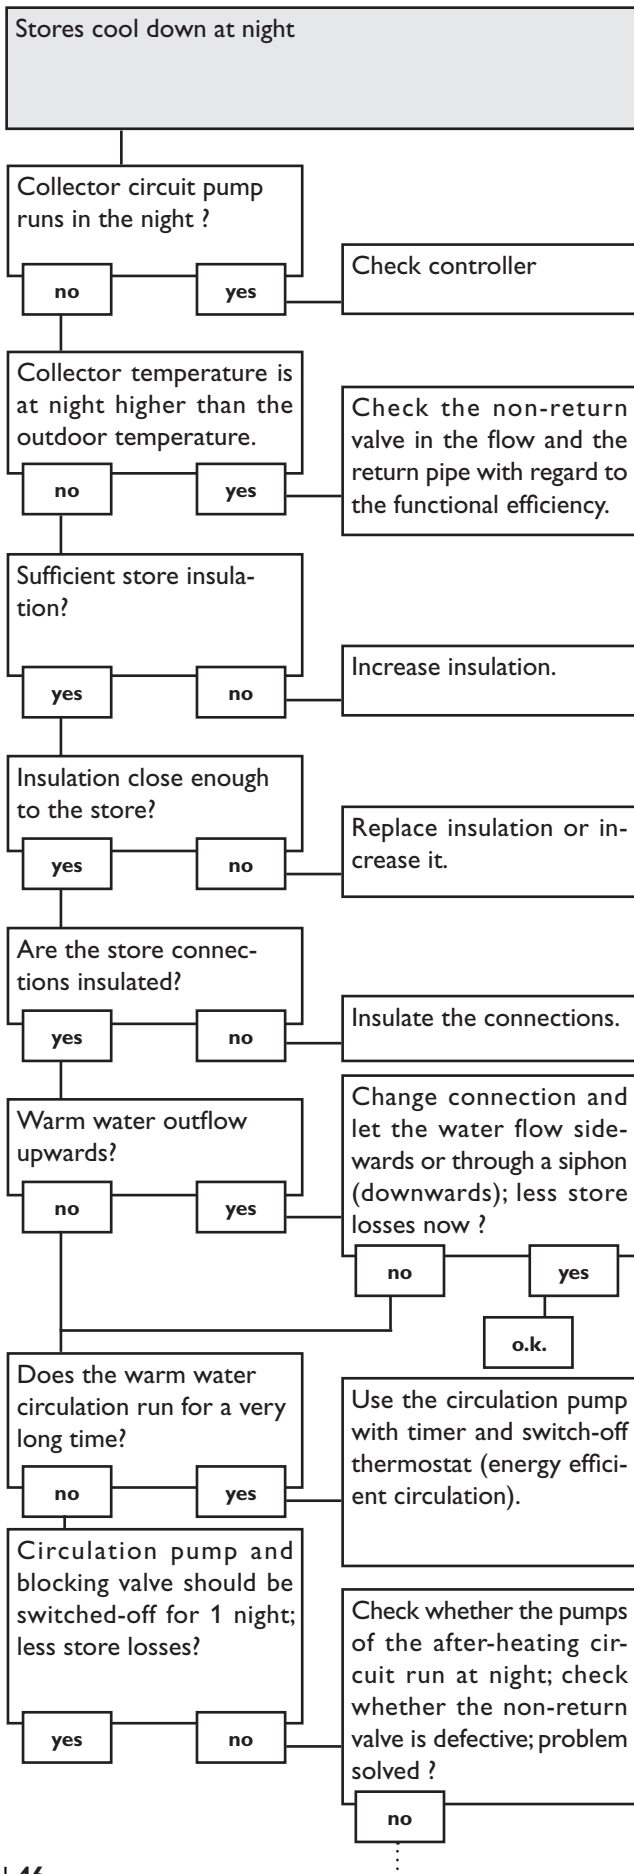 Stores cool down at night
Collector circuit pump
runs in the night ?
no
yes
Check controller
Collector temperature is
at night higher than the
outdoor temperature.
no
yes
Check the non-return
valve in the flow and the
return pipe with regard to
the functional efficiency.
Sufficient store insula-
tion?
yes
no
Increase insulation.
Insulation close enough
to the store?
yes
no
Replace insulation or in-
crease it.
Are the store connec-
tions insulated?
yes
no
Insulate the connections.
Warm water outflow
upwards?
no
yes
Change connection and
let the water flow side-
wards or through a siphon
(downwards); less store
losses now ?
no
yes
o.k.
Does the warm water
circulation run for a very
long time?
no
yes
Use the circulation pump
with timer and switch-off
thermostat (energy effici-
ent circulation).
Circulation pump and
blocking valve should be
switched-off for 1 night;
less store losses?
yes
no
Check whether the pumps
of the after-heating cir-
cuit run at night; check
whether the non-return
valve is defective; problem
solved ?
no